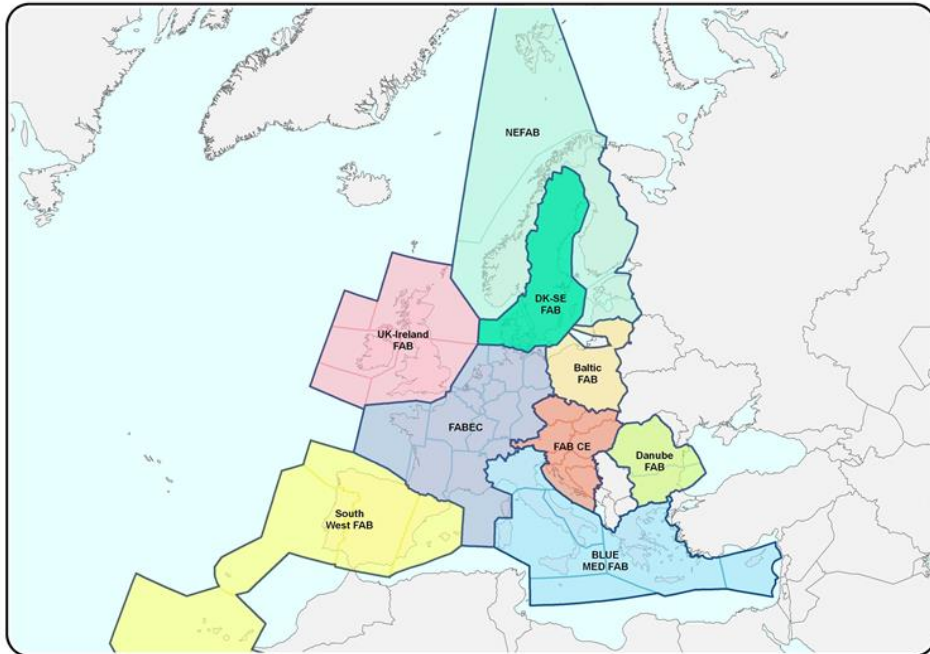 NEFAB
DK-SE
FAB
UK-Ireland
FAB
Baltic
FAB
FABEC
FAB CE
Danube
FAB
South
West FAB
BLUE
MED FAB